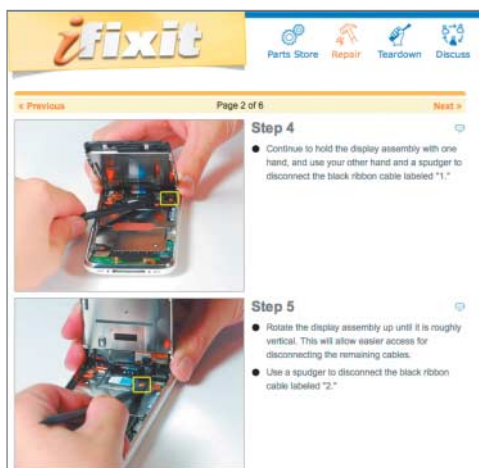 ifixit
Parts Store Repair Teardown Discuss
« Previous Page 2 of 6 Next »
Step 4
● Continue to hold the display assembly with one
hand, and use your other hand and a spudger to
disconnect the black ribbon cable labeled "1."
Step 5
● Rotate the display assembly up until it is roughly
vertical. This will allow easier access for
disconnecting the remaining cables.
● Use a spudger to disconnect the black ribbon
cable labeled "2."